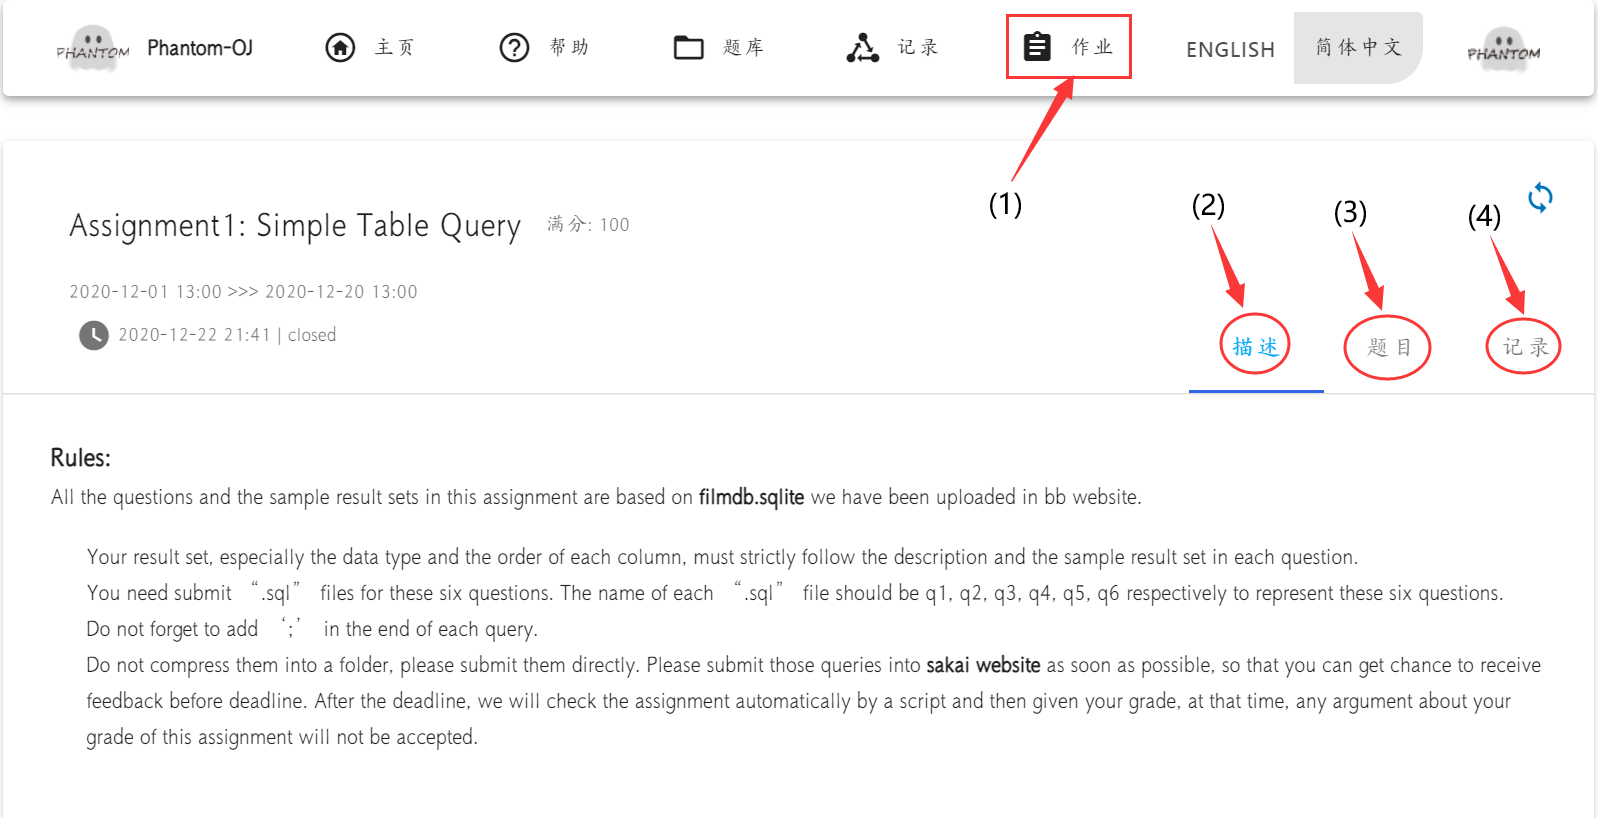 PHANTOM Phantom-OJ 主页 帮助 题库 记录 作业 ENGLISH 简体中文 PHANTOM
(1) (2) (3) (4)
Assignment1: Simple Table Query 满分: 100
2020-12-01 13:00 >>> 2020-12-20 13:00
2020-12-22 21:41 | closed
描述 题目 记录
Rules:
All the questions and the sample result sets in this assignment are based on filmdb.sqlite we have been uploaded in bb website.
Your result set, especially the data type and the order of each column, must strictly follow the description and the sample result set in each question.
You need submit “.sql” files for these six questions. The name of each “.sql” file should be q1, q2, q3, q4, q5, q6 respectively to represent these six questions.
Do not forget to add ‘;’ in the end of each query.
Do not compress them into a folder, please submit them directly. Please submit those queries into sakai website as soon as possible, so that you can get chance to receive
feedback before deadline. After the deadline, we will check the assignment automatically by a script and then given your grade, at that time, any argument about your
grade of this assignment will not be accepted.